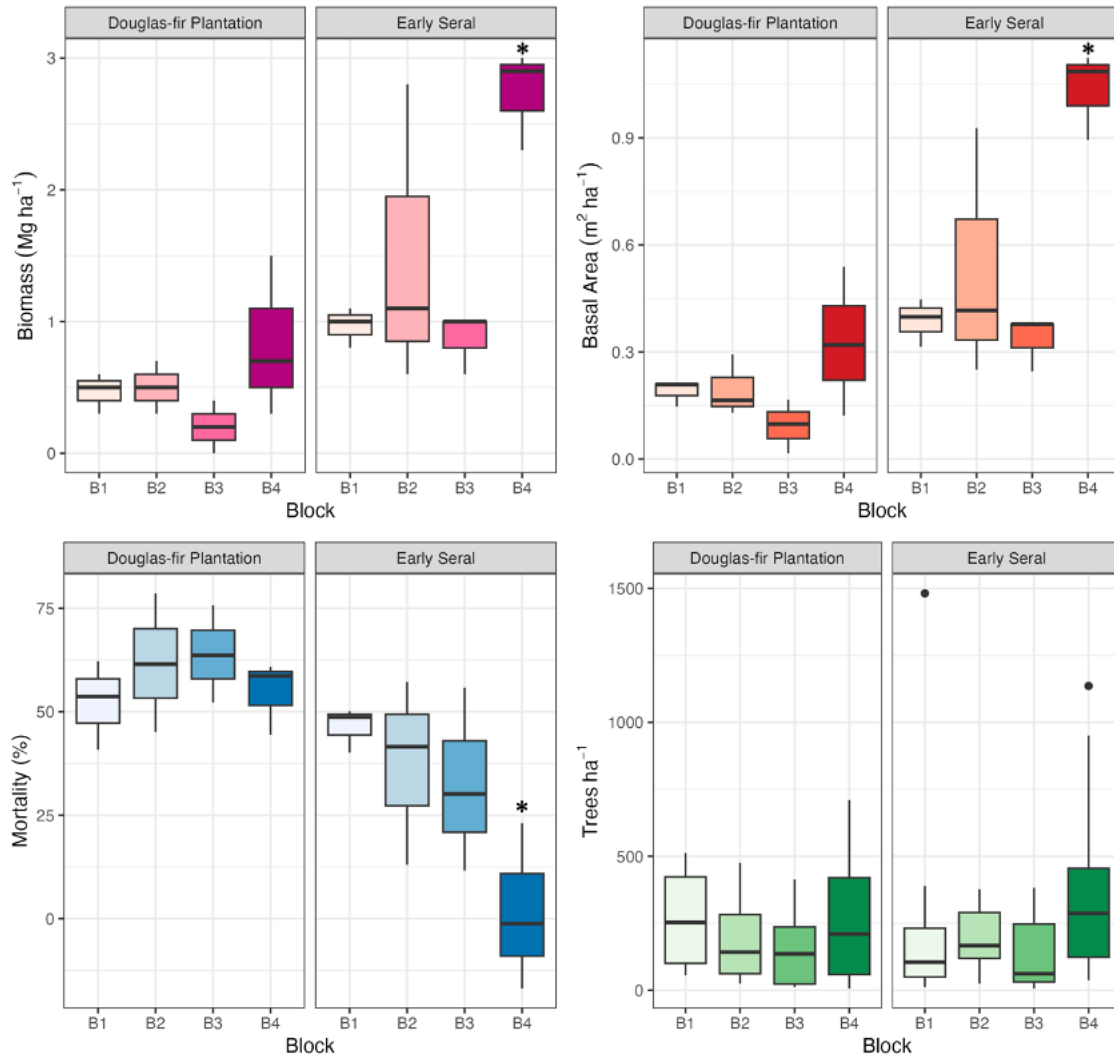 Douglas-fir Plantation
Early Seral
*
3
2
1
0
Biomass (Mg ha⁻¹)
B1 B2 B3 B4
B1 B2 B3 B4
Block
Douglas-fir Plantation
Early Seral
*
0.9
0.6
0.3
0.0
Basal Area (m² ha⁻¹)
B1 B2 B3 B4
B1 B2 B3 B4
Block
Douglas-fir Plantation
Early Seral
75
50
25
0
*
Mortality (%)
B1 B2 B3 B4
B1 B2 B3 B4
Block
Douglas-fir Plantation
Early Seral
1500
1000
500
0
Trees ha⁻¹
B1 B2 B3 B4
B1 B2 B3 B4
Block